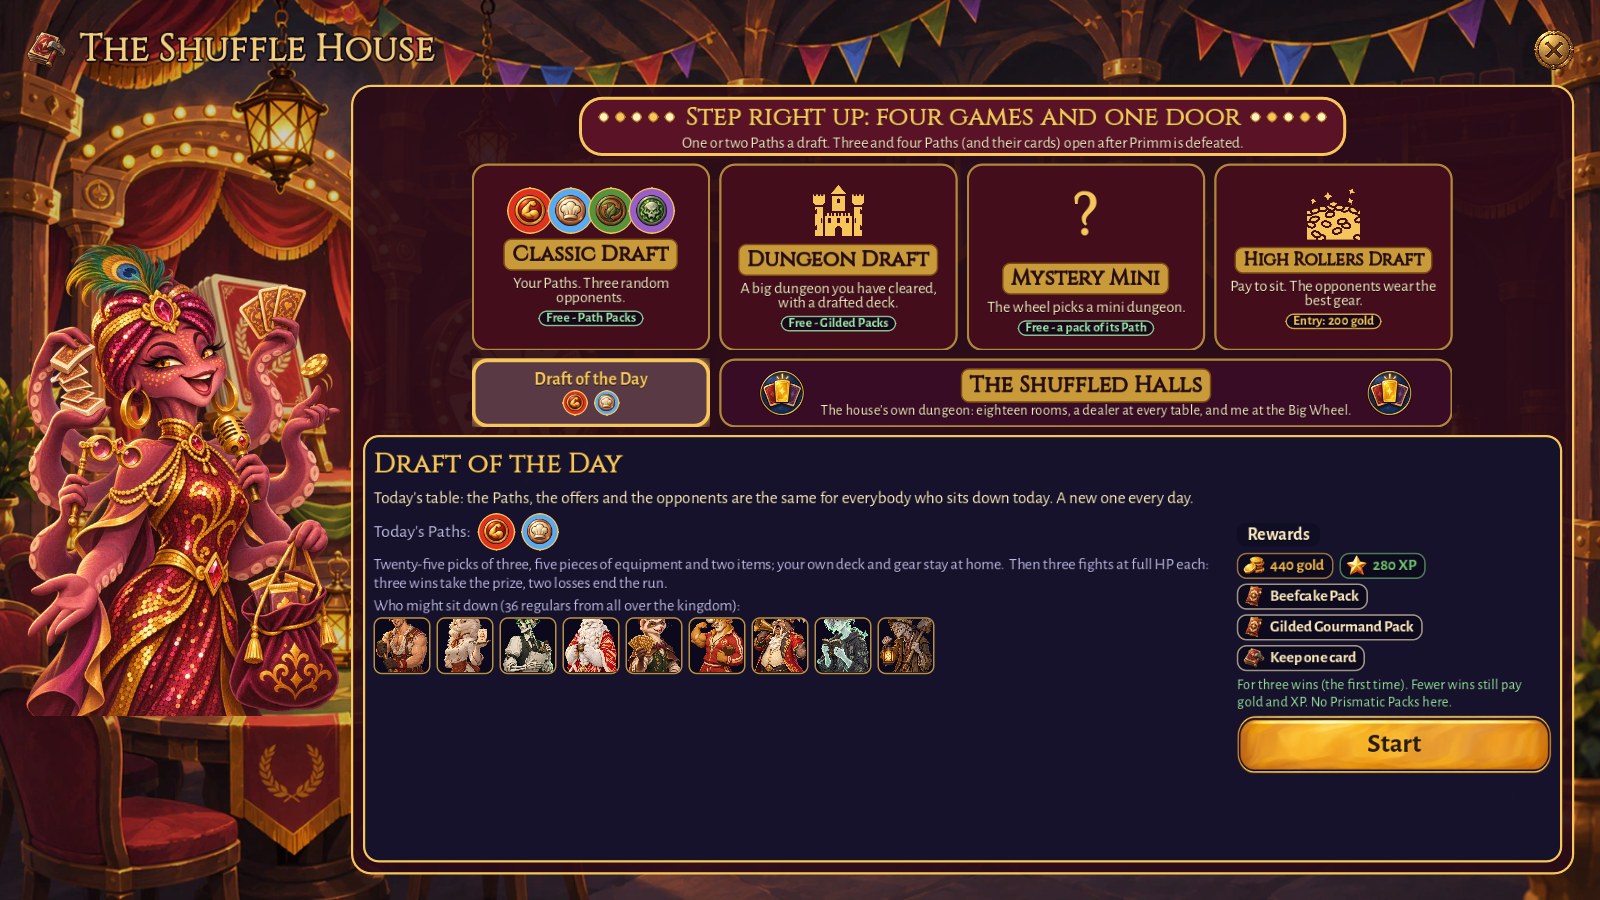 The Shuffle House
Step right up: four games and one door
One or two Paths a draft. Three and four Paths (and their cards) open after Primm is defeated.
Classic Draft
Your Paths. Three random
opponents.
Free - Path Packs
Dungeon Draft
A big dungeon you have cleared,
with a drafted deck.
Free - Gilded Packs
?
Mystery Mini
The wheel picks a mini dungeon.
Free - a pack of its Path
High Rollers Draft
Pay to sit. The opponents wear the
best gear.
Entry: 200 gold
Draft of the Day
The Shuffled Halls
The house's own dungeon: eighteen rooms, a dealer at every table, and me at the Big Wheel.
Draft of the Day
Today's table: the Paths, the offers and the opponents are the same for everybody who sits down today. A new one every day.
Today's Paths:
Twenty-five picks of three, five pieces of equipment and two items; your own deck and gear stay at home. Then three fights at full HP each:
three wins take the prize, two losses end the run.
Who might sit down (36 regulars from all over the kingdom):
Rewards
440 gold
280 XP
Beefcake Pack
Gilded Gourmand Pack
Keep one card
For three wins (the first time). Fewer wins still pay
gold and XP. No Prismatic Packs here.
Start